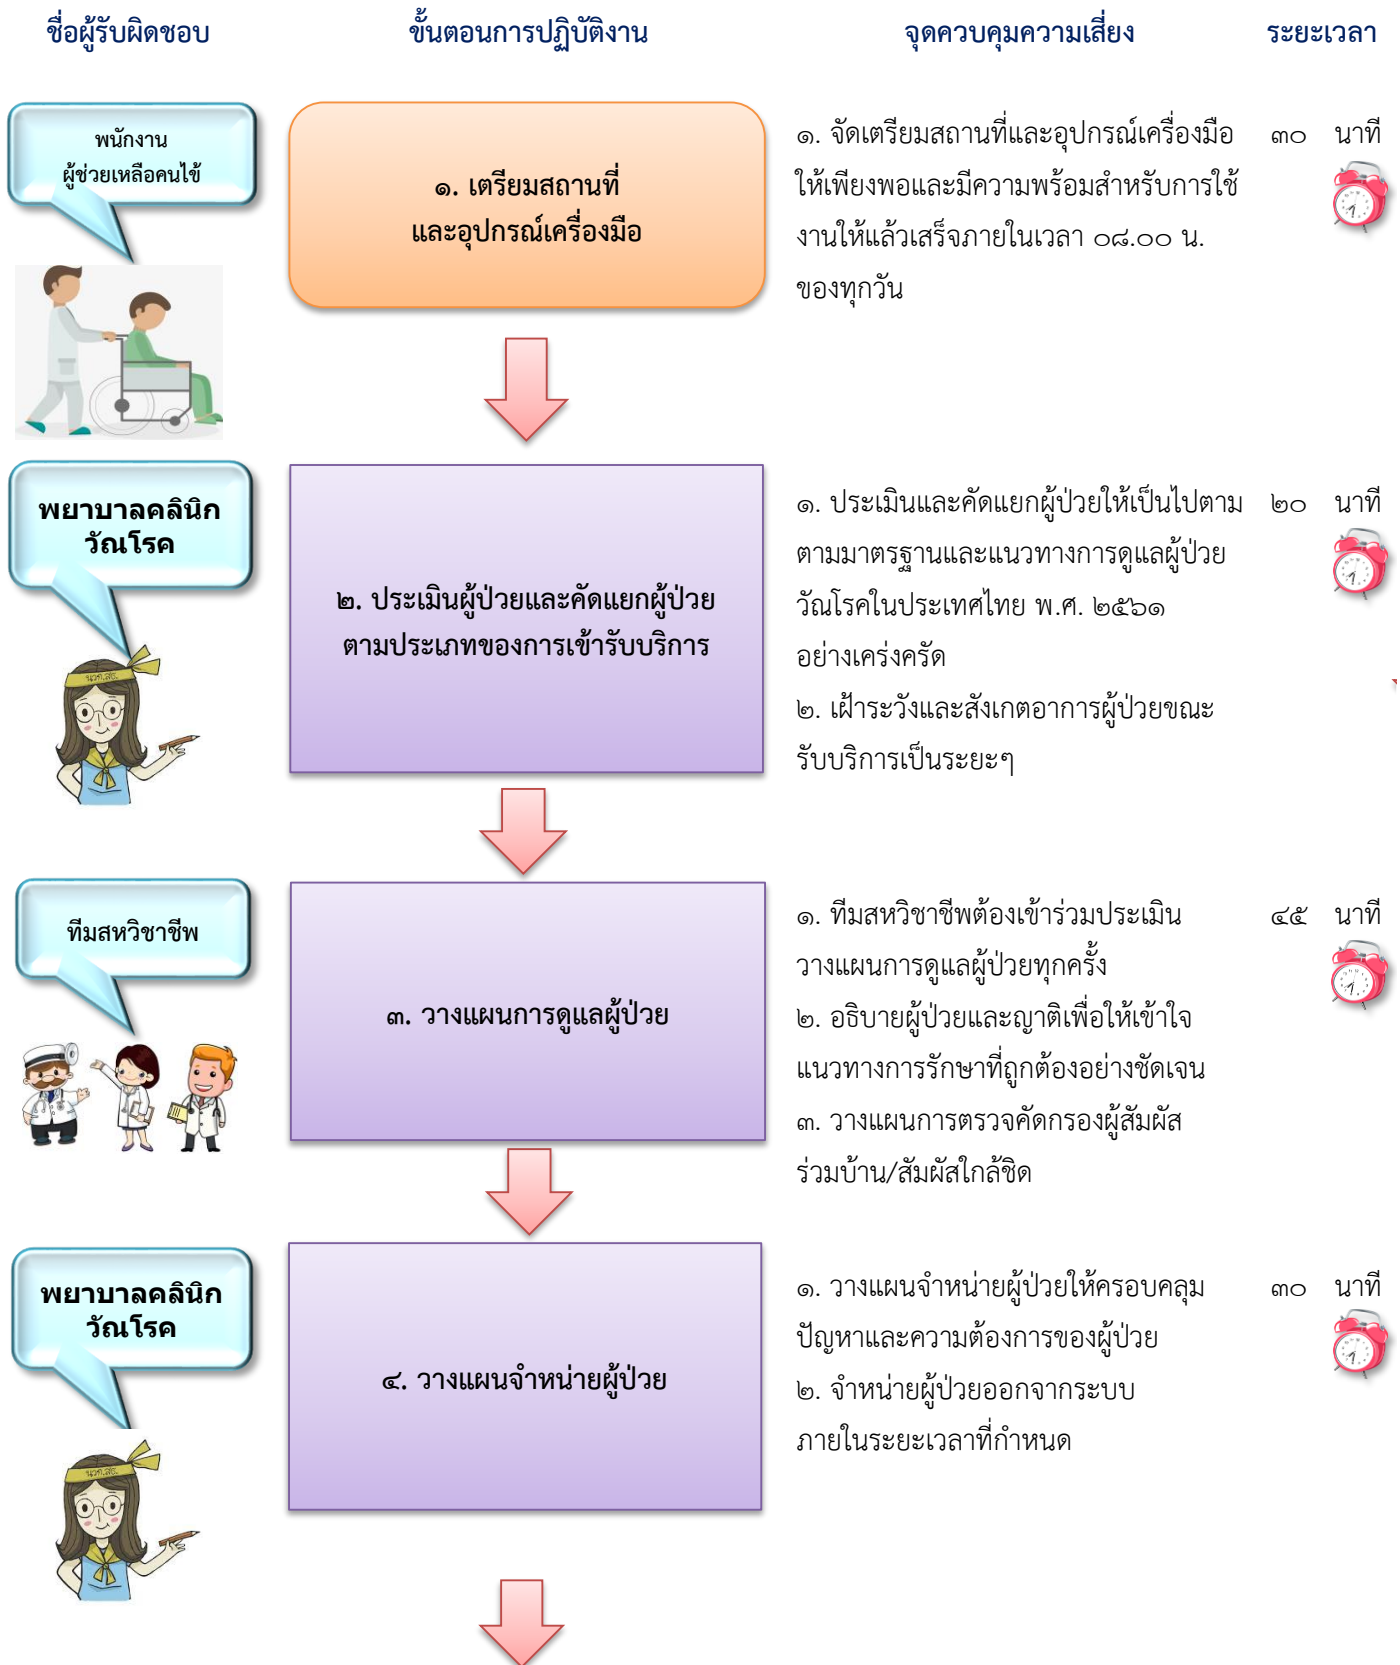 ชื่อผู้รับผิดชอบ ขั้นตอนการปฏิบัติงาน จุดควบคุมความเสี่ยง ระยะเวลา
พนักงาน
ผู้ช่วยเหลือคนไข้
๑. เตรียมสถานที่
และอุปกรณ์เครื่องมือ
๑. จัดเตรียมสถานที่และอุปกรณ์เครื่องมือ
ให้เพียงพอและมีความพร้อมสำหรับการใช้
งานให้แล้วเสร็จภายในเวลา ๐๘.๐๐ น.
ของทุกวัน
๓๐ นาที
พยาบาลคลินิก
วัณโรค
๒. ประเมินผู้ป่วยและคัดแยกผู้ป่วย
ตามประเภทของการเข้ารับบริการ
๑. ประเมินและคัดแยกผู้ป่วยให้เป็นไปตาม
ตามมาตรฐานและแนวทางการดูแลผู้ป่วย
วัณโรคในประเทศไทย พ.ศ. ๒๕๖๑
อย่างเคร่งครัด
๒. เฝ้าระวังและสังเกตอาการผู้ป่วยขณะ
รับบริการเป็นระยะๆ
๒๐ นาที
ทีมสหวิชาชีพ
๓. วางแผนการดูแลผู้ป่วย
๑. ทีมสหวิชาชีพต้องเข้าร่วมประเมิน
วางแผนการดูแลผู้ป่วยทุกครั้ง
๒. อธิบายผู้ป่วยและญาติเพื่อให้เข้าใจ
แนวทางการรักษาที่ถูกต้องอย่างชัดเจน
๓. วางแผนการตรวจคัดกรองผู้สัมผัส
ร่วมบ้าน/สัมผัสใกล้ชิด
๔๕ นาที
พยาบาลคลินิก
วัณโรค
๔. วางแผนจำหน่ายผู้ป่วย
๑. วางแผนจำหน่ายผู้ป่วยให้ครอบคลุม
ปัญหาและความต้องการของผู้ป่วย
๒. จำหน่ายผู้ป่วยออกจากระบบ
ภายในระยะเวลาที่กำหนด
๓๐ นาที